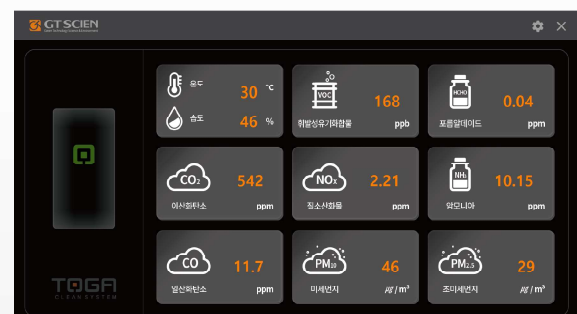 GT SCIEN
온도 30 ℃
습도 46 %
VOC
168
휘발성유기화합물 ppb
HCHO
0.04
포름알데이드 ppm
CO₂
542
이산화탄소 ppm
NOx
2.21
질소산화물 ppm
NH₃
10.15
암모니아 ppm
CO
11.7
일산화탄소 ppm
PM₁₀
46
미세먼지 ㎍/m³
PM₂.₅
29
초미세먼지 ㎍/m³
TOGA
CLEAN SYSTEM